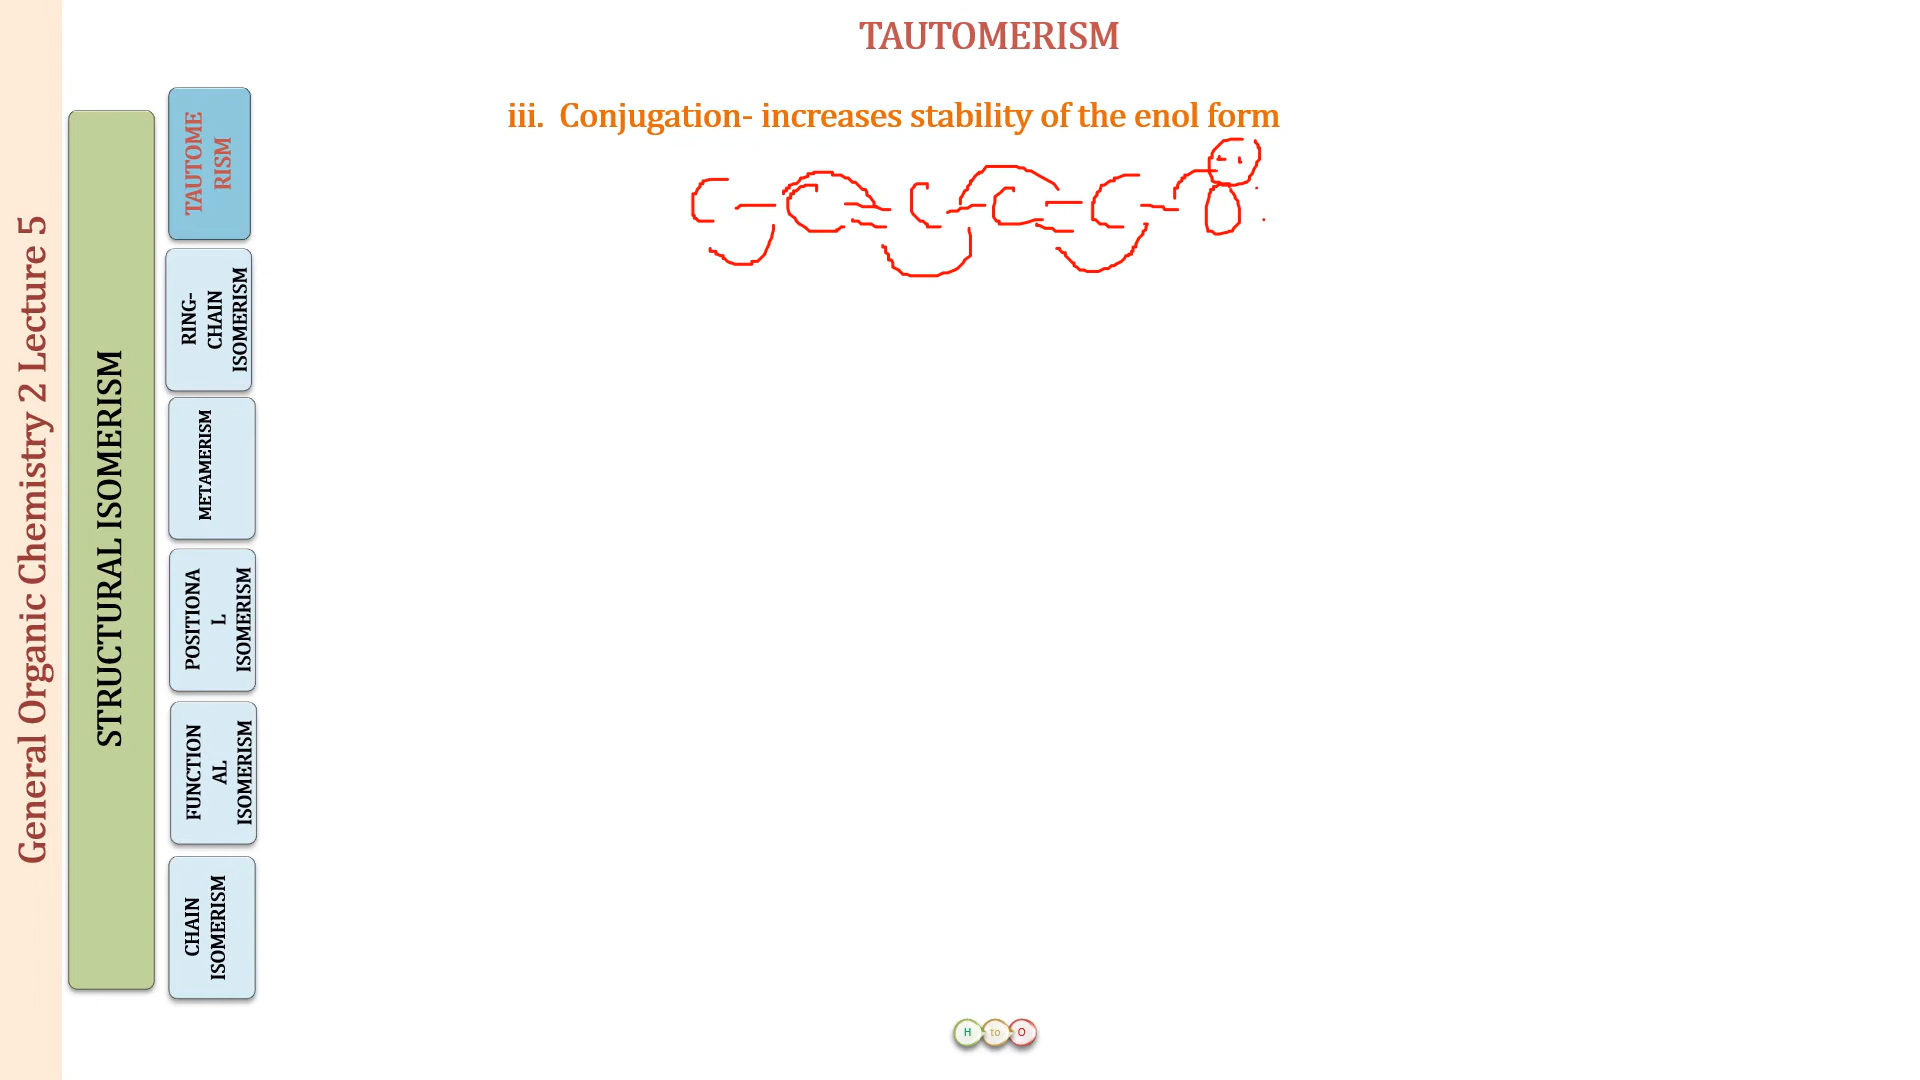 TAUTOMERISM
iii. Conjugation- increases stability of the enol form
C - C = C - C = C - O
General Organic Chemistry 2 Lecture 5
STRUCTURAL ISOMERISM
TAUTOME
RISM
RING-
CHAIN
ISOMERISM
METAMERISM
POSITIONA
L
ISOMERISM
FUNCTION
AL
ISOMERISM
CHAIN
ISOMERISM
H to O